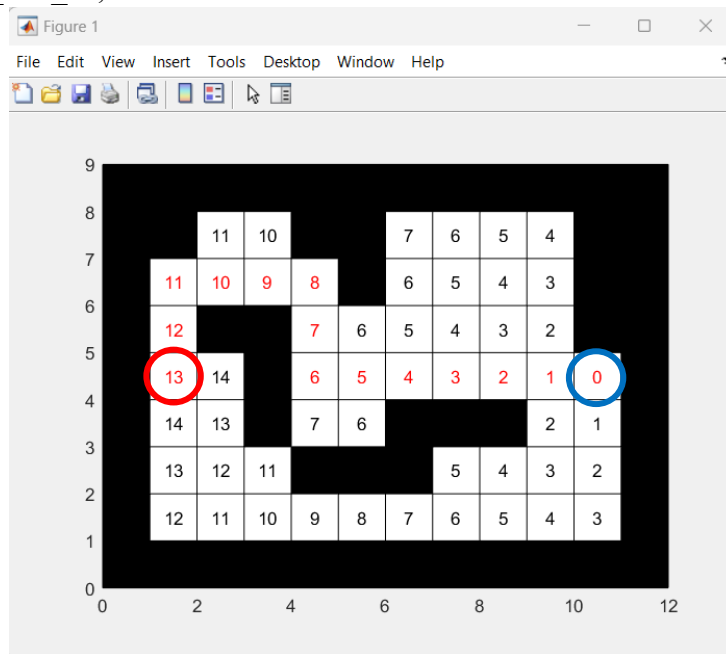 Figure 1
File Edit View Insert Tools Desktop Window Help
9
8
11 10 7 6 5 4
7
11 10 9 8 6 5 4 3
6
12 7 6 5 4 3 2
5
13 14 6 5 4 3 2 1 0
4
14 13 7 6 2 1
3
13 12 11 5 4 3 2
2
12 11 10 9 8 7 6 5 4 3
1
0
0 2 4 6 8 10 12